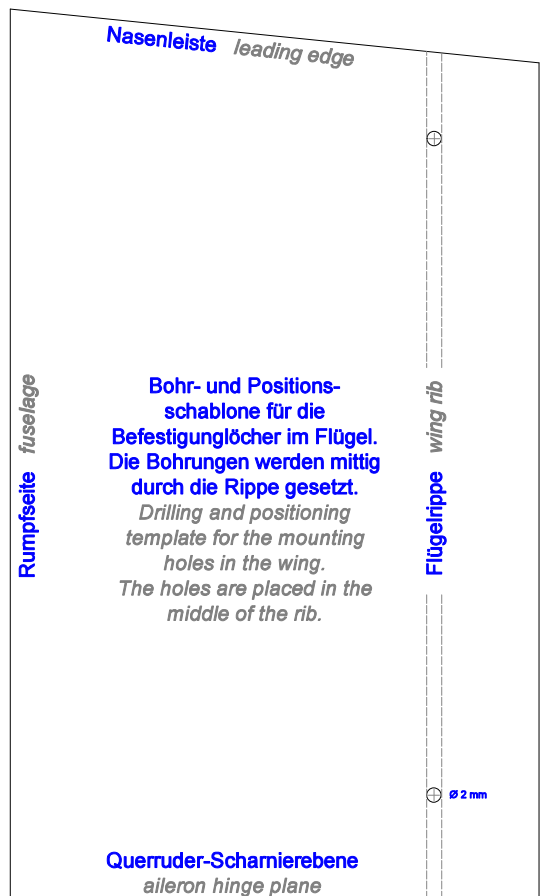 Nasenleiste leading edge
Rumpfseite fuselage
Bohr- und Positions-
schablone für die
Befestigunglöcher im Flügel.
Die Bohrungen werden mittig
durch die Rippe gesetzt.
Drilling and positioning
template for the mounting
holes in the wing.
The holes are placed in the
middle of the rib.
Flügelrippe wing rib
Ø 2 mm
Querruder-Scharnierebene
aileron hinge plane